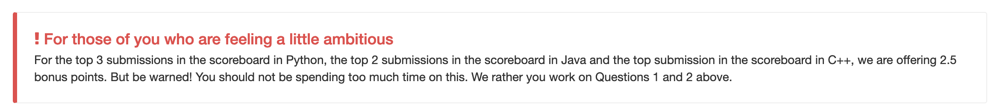 ! For those of you who are feeling a little ambitious
For the top 3 submissions in the scoreboard in Python, the top 2 submissions in the scoreboard in Java and the top submission in the scoreboard in C++, we are offering 2.5
bonus points. But be warned! You should not be spending too much time on this. We rather you work on Questions 1 and 2 above.